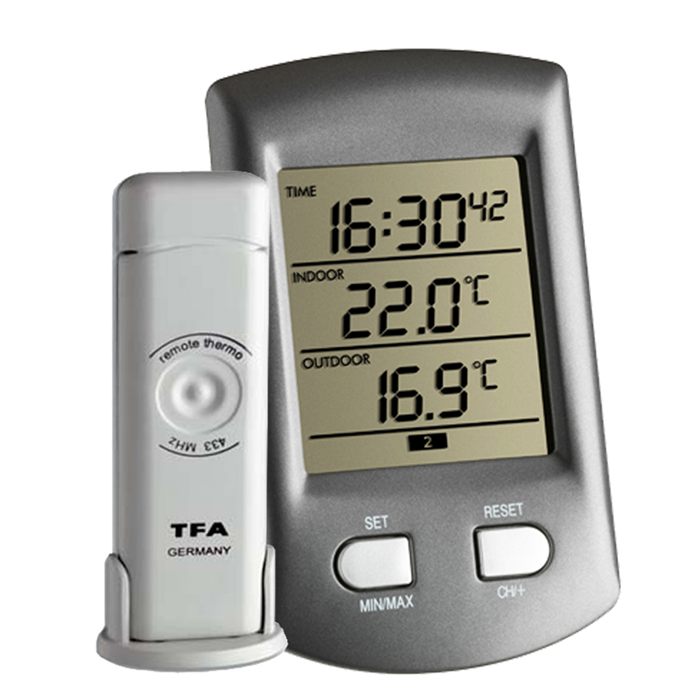 TIME
16:30 42
INDOOR
22.0 °C
OUTDOOR
16.9 °C
2
remote thermo
433 MHz
TFA
GERMANY
SET
RESET
MIN/MAX
CH/+